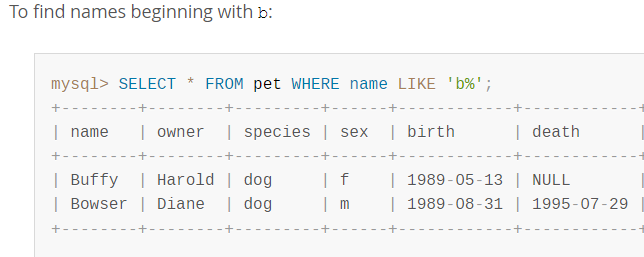 To find names beginning with b:
mysql> SELECT * FROM pet WHERE name LIKE 'b%';
+--------+--------+---------+------+------------+------------+
| name   | owner  | species | sex  | birth      | death      |
+--------+--------+---------+------+------------+------------+
| Buffy  | Harold | dog     | f    | 1989-05-13 | NULL       |
| Bowser | Diane  | dog     | m    | 1989-08-31 | 1995-07-29 |
+--------+--------+---------+------+------------+------------+